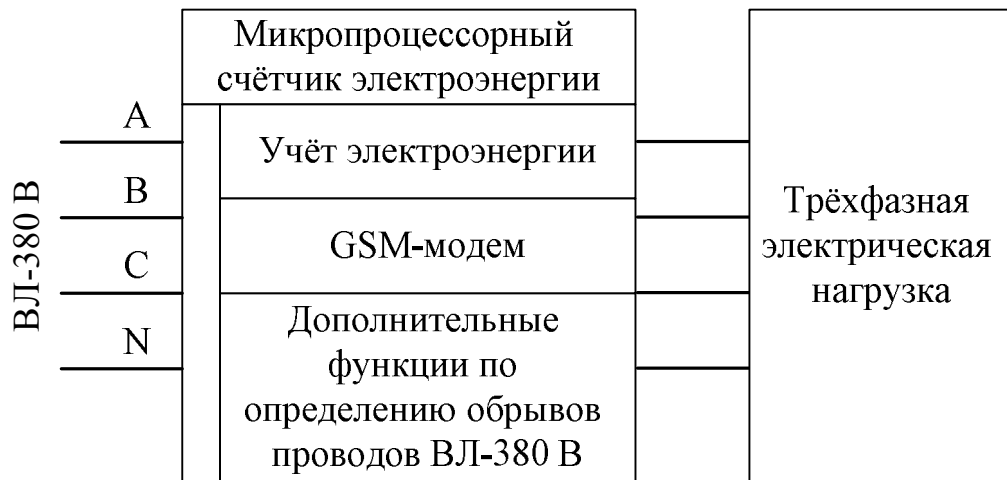 ВЛ-380 В
A
B
C
N
Микропроцессорный
счётчик электроэнергии
Учёт электроэнергии
GSM-модем
Дополнительные
функции по
определению обрывов
проводов ВЛ-380 В
Трёхфазная
электрическая
нагрузка